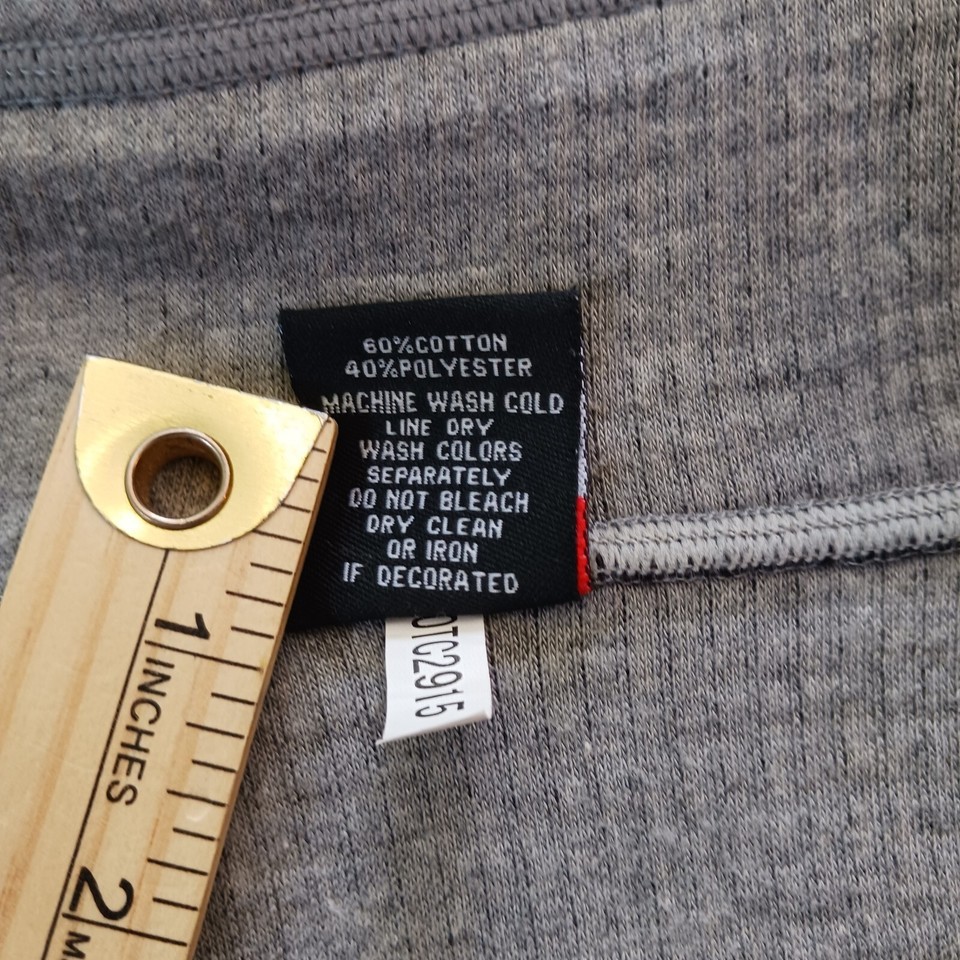 60%COTTON
40%POLYESTER
MACHINE WASH COLD
LINE DRY
WASH COLORS
SEPARATELY
DO NOT BLEACH
DRY CLEAN
OR IRON
IF DECORATED
OTC2915
1
INCHES
2